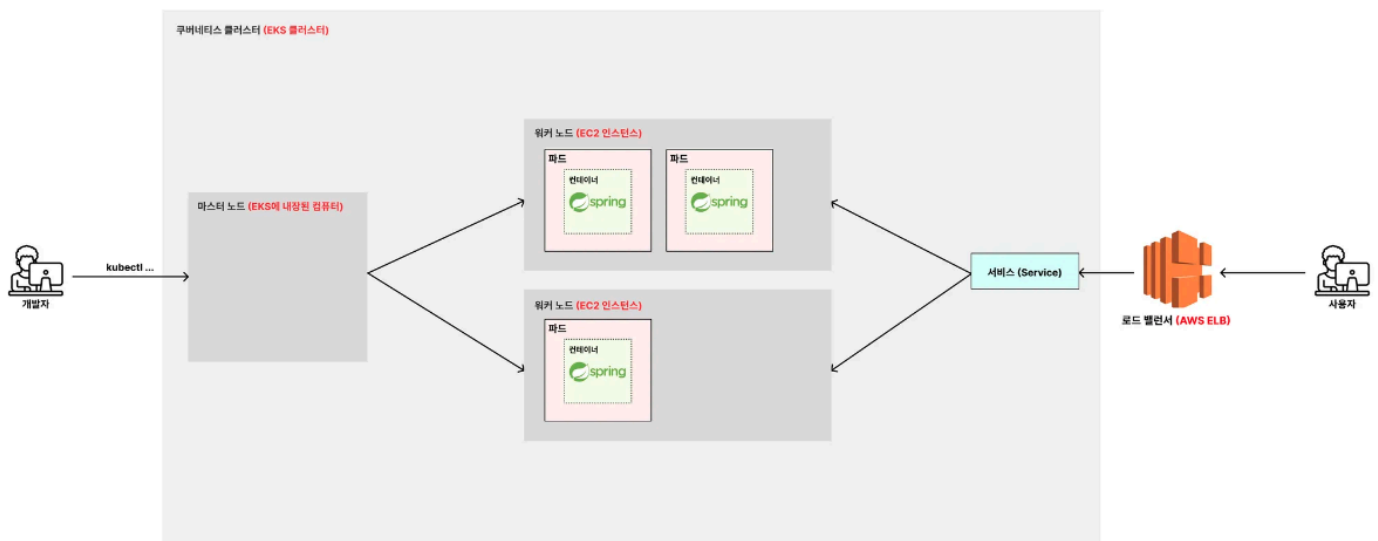 쿠버네티스 클러스터 (EKS 클러스터)
워커 노드 (EC2 인스턴스)
파드
파드
컨테이너
컨테이너
spring
spring
마스터 노드 (EKS에 내장된 컴퓨터)
kubectl ...
개발자
서비스 (Service)
로드 밸런서 (AWS ELB)
사용자
워커 노드 (EC2 인스턴스)
파드
컨테이너
spring